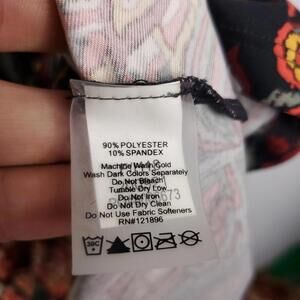 90% POLYESTER
10% SPANDEX
Machine Wash Cold
Wash Dark Colors Separately
Do Not Bleach
Tumble Dry Low
Do Not Iron
Do Not Dry Clean
Do Not Use Fabric Softeners
RN#121896
30C